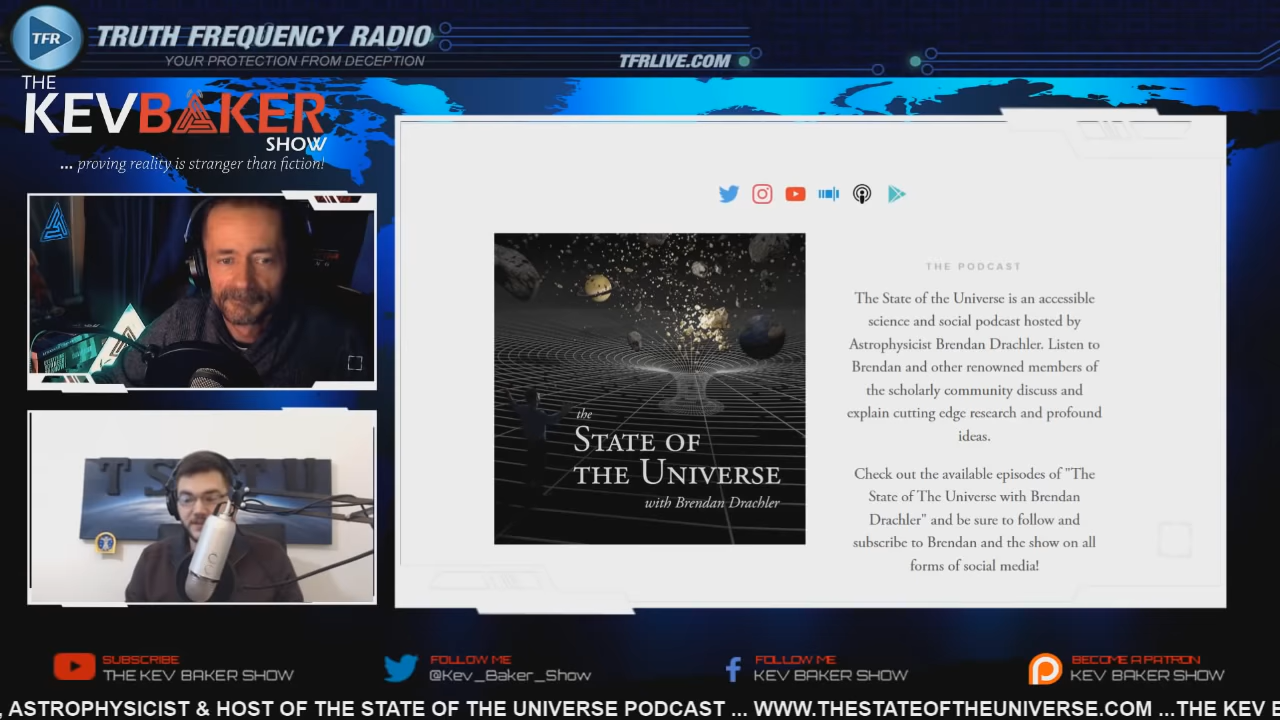 TFR
TRUTH FREQUENCY RADIO
YOUR PROTECTION FROM DECEPTION
TFRLIVE.COM
THE
KEVBAKER
SHOW
... proving reality is stranger than fiction!
T S O T U
THE PODCAST
The State of the Universe is an accessible
science and social podcast hosted by
Astrophysicist Brendan Drachler. Listen to
Brendan and other renowned members of
the scholarly community discuss and
explain cutting edge research and profound
ideas.
Check out the available episodes of "The
State of The Universe with Brendan
Drachler" and be sure to follow and
subscribe to Brendan and the show on all
forms of social media!
the
STATE OF
THE UNIVERSE
with Brendan Drachler
SUBSCRIBE
THE KEV BAKER SHOW
FOLLOW ME
@Kev_Baker_Show
FOLLOW ME
KEV BAKER SHOW
BECOME A PATRON
KEV BAKER SHOW
, ASTROPHYSICIST & HOST OF THE STATE OF THE UNIVERSE PODCAST ... WWW.THESTATEOFTHEUNIVERSE.COM ...THE KEV